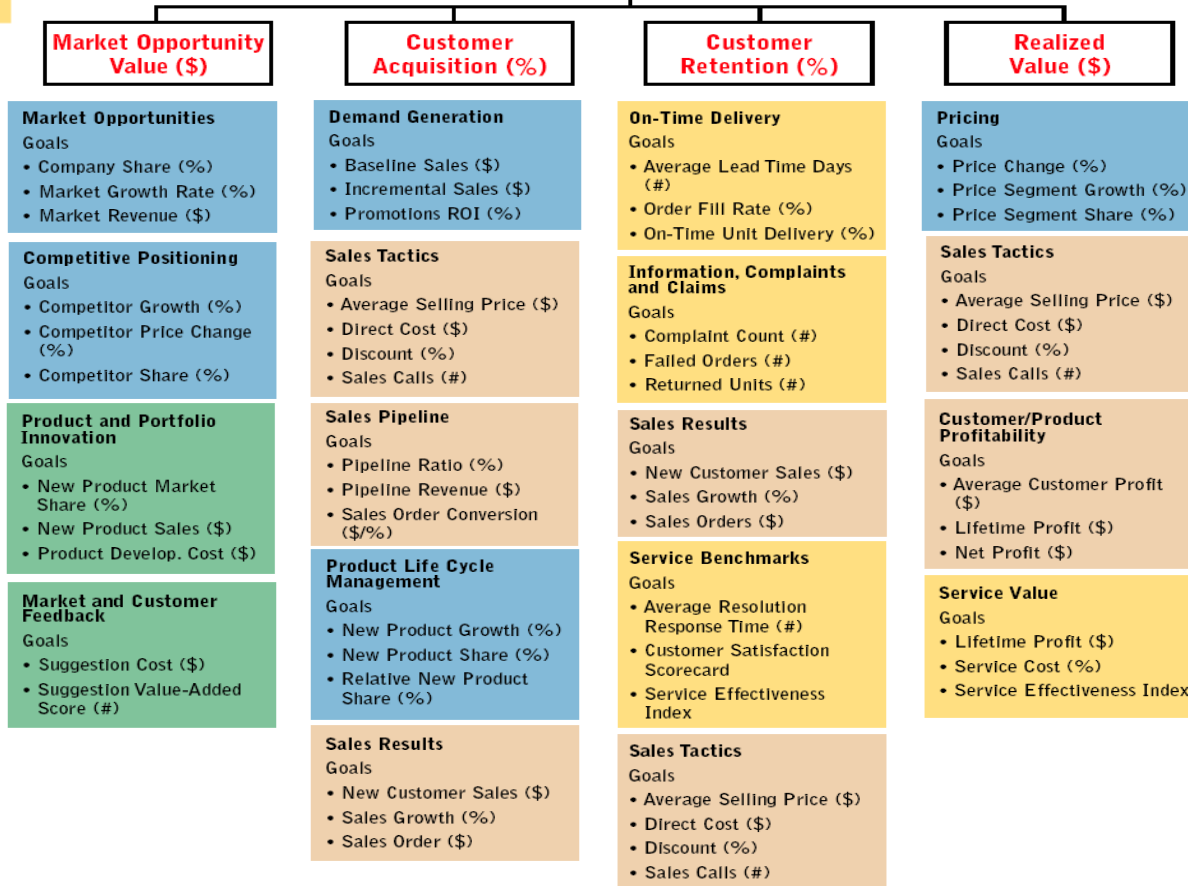 Market Opportunity
Value ($)
Customer
Acquisition (%)
Customer
Retention (%)
Realized
Value ($)
Market Opportunities
Goals
• Company Share (%)
• Market Growth Rate (%)
• Market Revenue ($)
Competitive Positioning
Goals
• Competitor Growth (%)
• Competitor Price Change
(%)
• Competitor Share (%)
Product and Portfolio
Innovation
Goals
• New Product Market
Share (%)
• New Product Sales ($)
• Product Develop. Cost ($)
Market and Customer
Feedback
Goals
• Suggestion Cost ($)
• Suggestion Value-Added
Score (#)
Demand Generation
Goals
• Baseline Sales ($)
• Incremental Sales ($)
• Promotions ROI (%)
Sales Tactics
Goals
• Average Selling Price ($)
• Direct Cost ($)
• Discount (%)
• Sales Calls (#)
Sales Pipeline
Goals
• Pipeline Ratio (%)
• Pipeline Revenue ($)
• Sales Order Conversion
($/%)
Product Life Cycle
Management
Goals
• New Product Growth (%)
• New Product Share (%)
• Relative New Product
Share (%)
Sales Results
Goals
• New Customer Sales ($)
• Sales Growth (%)
• Sales Order ($)
On-Time Delivery
Goals
• Average Lead Time Days
(#)
• Order Fill Rate (%)
• On-Time Unit Delivery (%)
Information, Complaints
and Claims
Goals
• Complaint Count (#)
• Failed Orders (#)
• Returned Units (#)
Sales Results
Goals
• New Customer Sales ($)
• Sales Growth (%)
• Sales Orders ($)
Service Benchmarks
Goals
• Average Resolution
Response Time (#)
• Customer Satisfaction
Scorecard
• Service Effectiveness
Index
Sales Tactics
Goals
• Average Selling Price ($)
• Direct Cost ($)
• Discount (%)
• Sales Calls (#)
Pricing
Goals
• Price Change (%)
• Price Segment Growth (%)
• Price Segment Share (%)
Sales Tactics
Goals
• Average Selling Price ($)
• Direct Cost ($)
• Discount (%)
• Sales Calls (#)
Customer/Product
Profitability
Goals
• Average Customer Profit
($)
• Lifetime Profit ($)
• Net Profit ($)
Service Value
Goals
• Lifetime Profit ($)
• Service Cost (%)
• Service Effectiveness Index